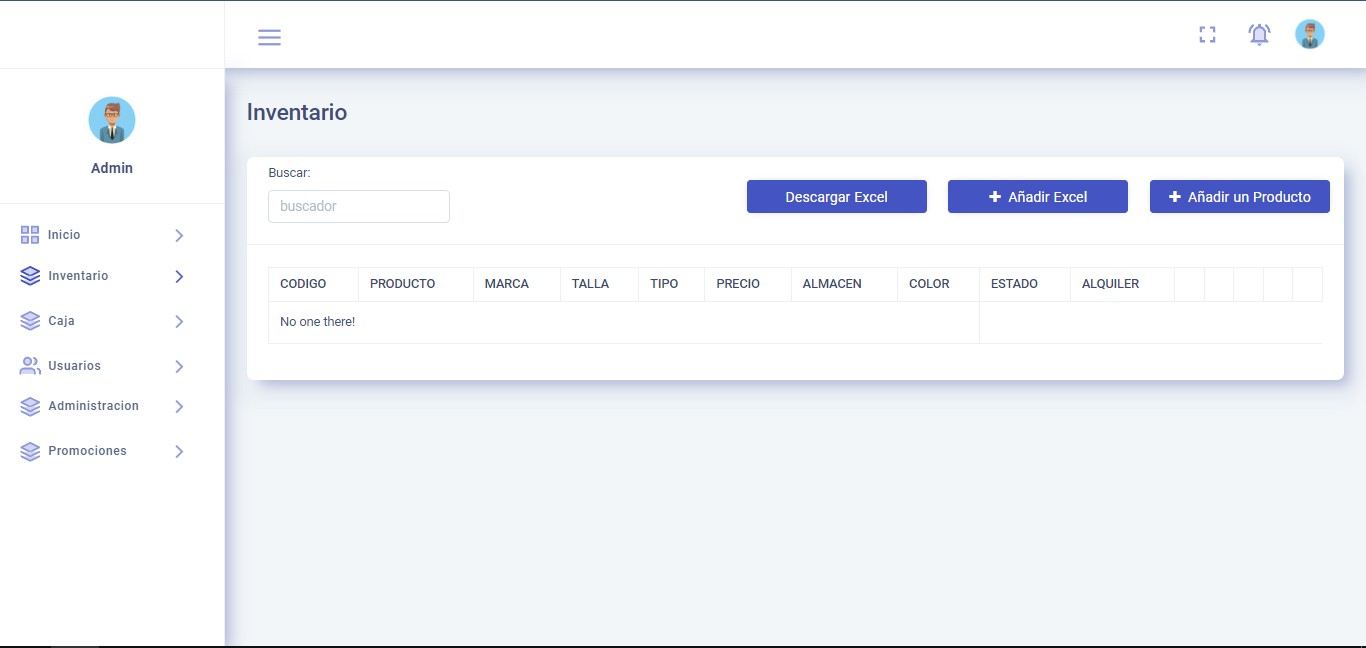 Admin
Inicio
Inventario
Caja
Usuarios
Administracion
Promociones
Inventario
Buscar:
buscador
Descargar Excel
Añadir Excel
Añadir un Producto
CODIGO PRODUCTO MARCA TALLA TIPO PRECIO ALMACEN COLOR ESTADO ALQUILER
No one there!